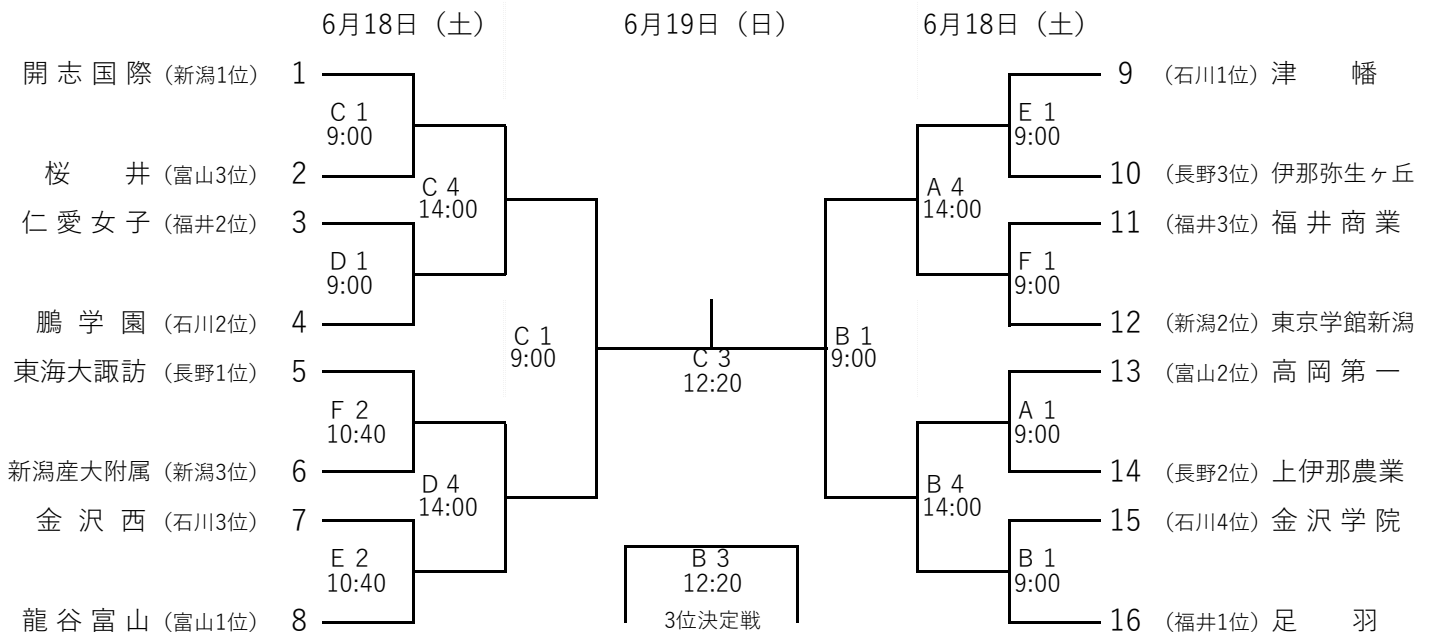 6月18日（土）
6月19日（日）
6月18日（土）
開志国際（新潟1位） 1
C 1
9:00
桜　井（富山3位） 2
C 4
14:00
仁愛女子（福井2位） 3
D 1
9:00
鵬学園（石川2位） 4
C 1
9:00
東海大諏訪（長野1位） 5
F 2
10:40
新潟産大附属（新潟3位） 6
D 4
14:00
金沢西（石川3位） 7
E 2
10:40
龍谷富山（富山1位） 8
C 3
12:20
B 3
12:20
3位決定戦
9 （石川1位）津　幡
E 1
9:00
10 （長野3位）伊那弥生ヶ丘
A 4
14:00
11 （福井3位）福井商業
F 1
9:00
12 （新潟2位）東京学館新潟
B 1
9:00
13 （富山2位）高岡第一
A 1
9:00
14 （長野2位）上伊那農業
B 4
14:00
15 （石川4位）金沢学院
B 1
9:00
16 （福井1位）足　羽